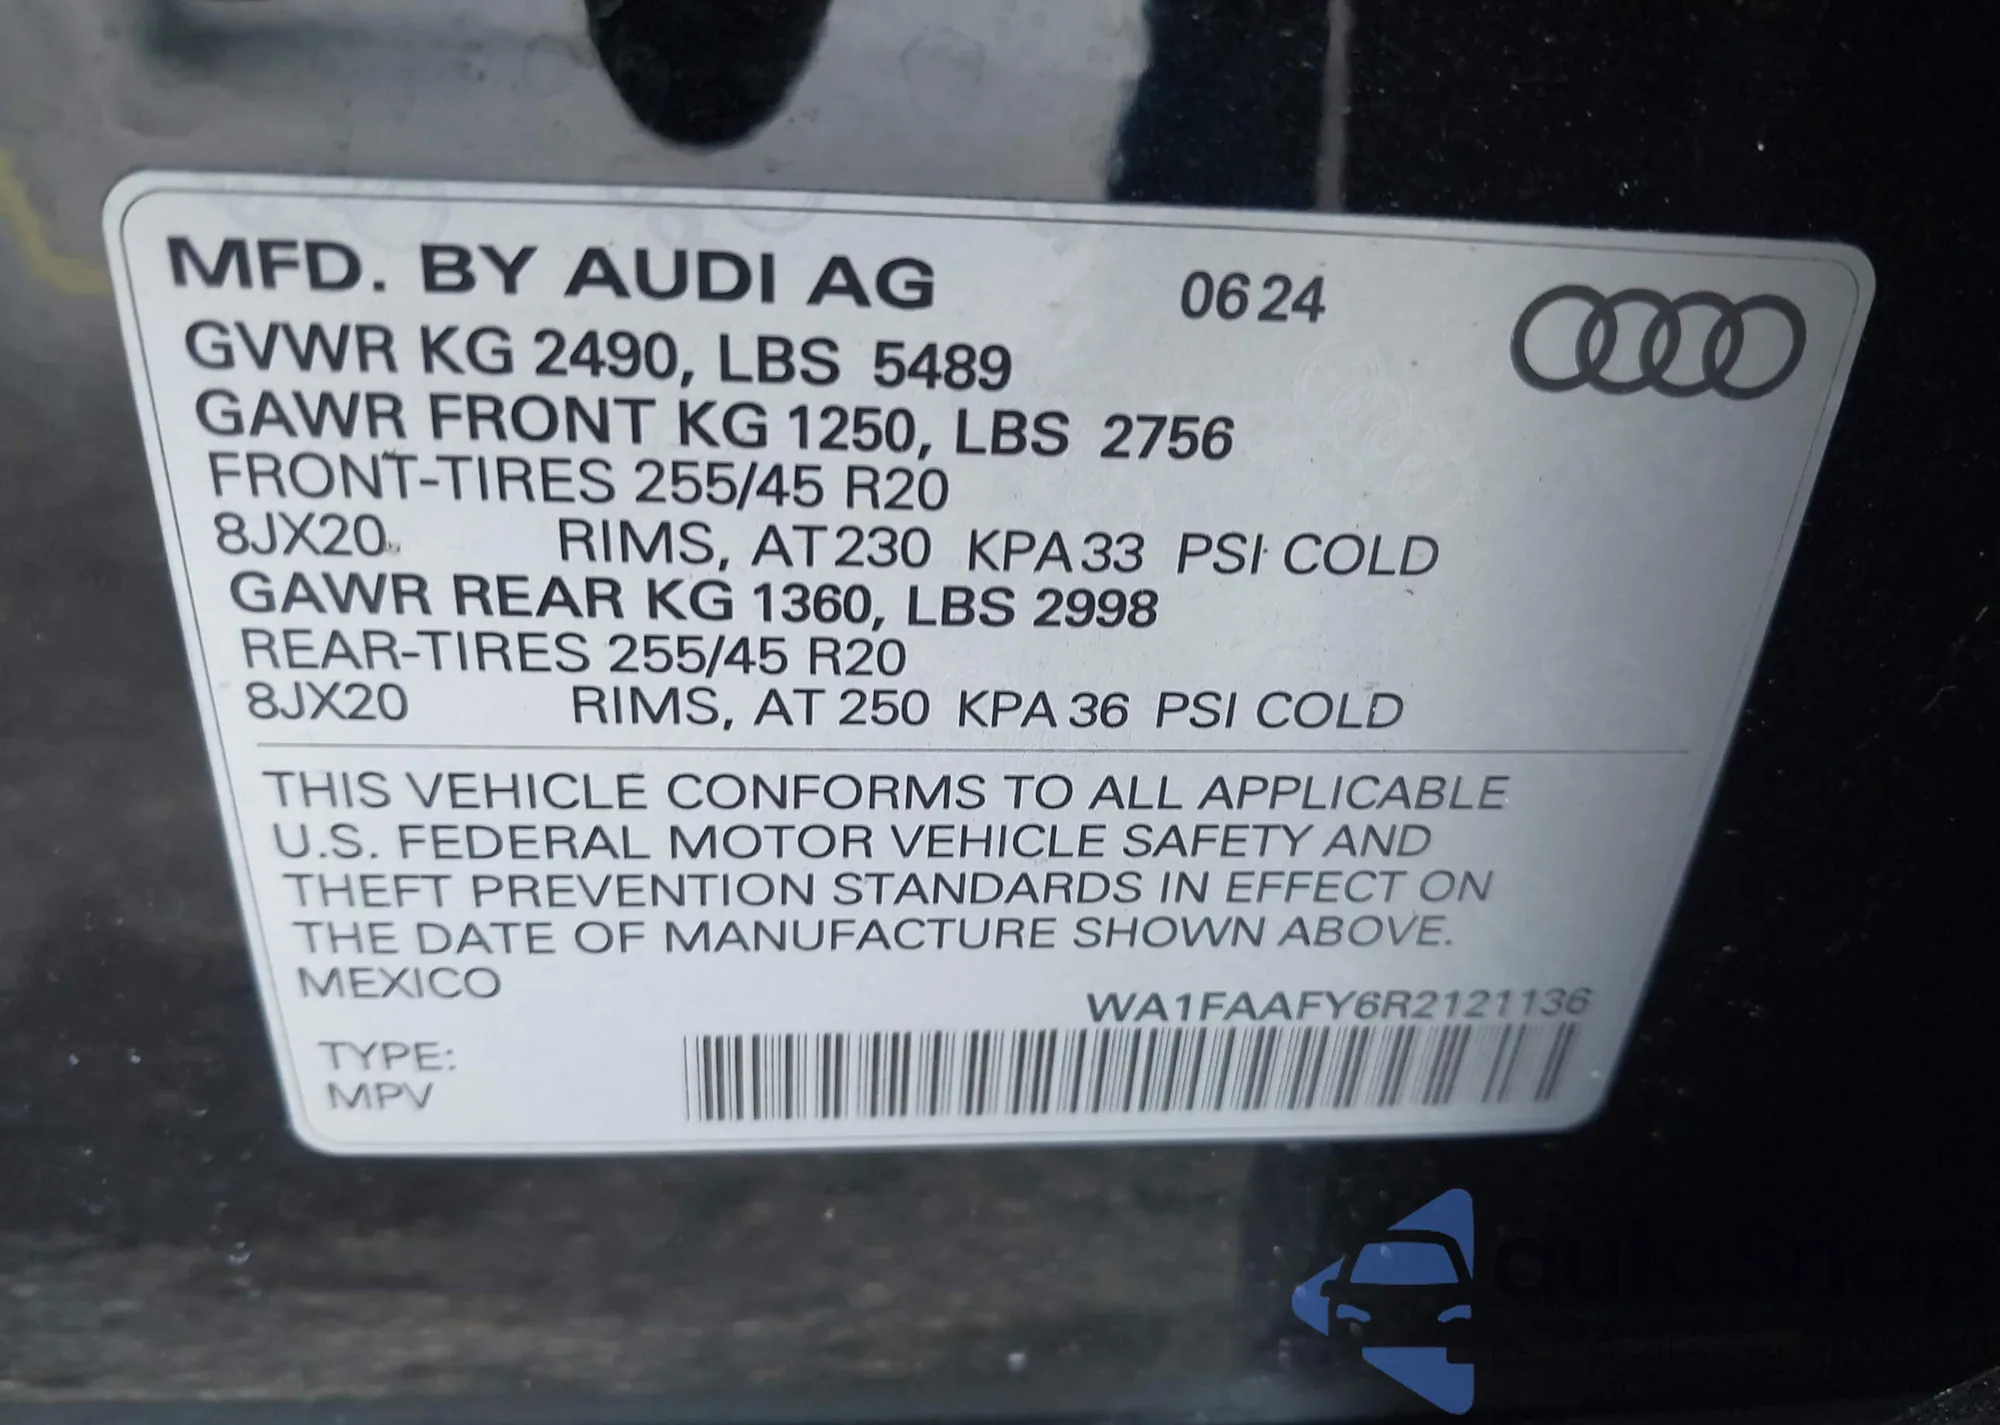 MFD. BY AUDI AG 0624
GVWR KG 2490, LBS 5489
GAWR FRONT KG 1250, LBS 2756
FRONT-TIRES 255/45 R20
8JX20 RIMS, AT 230 KPA 33 PSI COLD
GAWR REAR KG 1360, LBS 2998
REAR-TIRES 255/45 R20
8JX20 RIMS, AT 250 KPA 36 PSI COLD
THIS VEHICLE CONFORMS TO ALL APPLICABLE
U.S. FEDERAL MOTOR VEHICLE SAFETY AND
THEFT PREVENTION STANDARDS IN EFFECT ON
THE DATE OF MANUFACTURE SHOWN ABOVE.
MEXICO
WA1FAAFY6R2121136
TYPE:
MPV